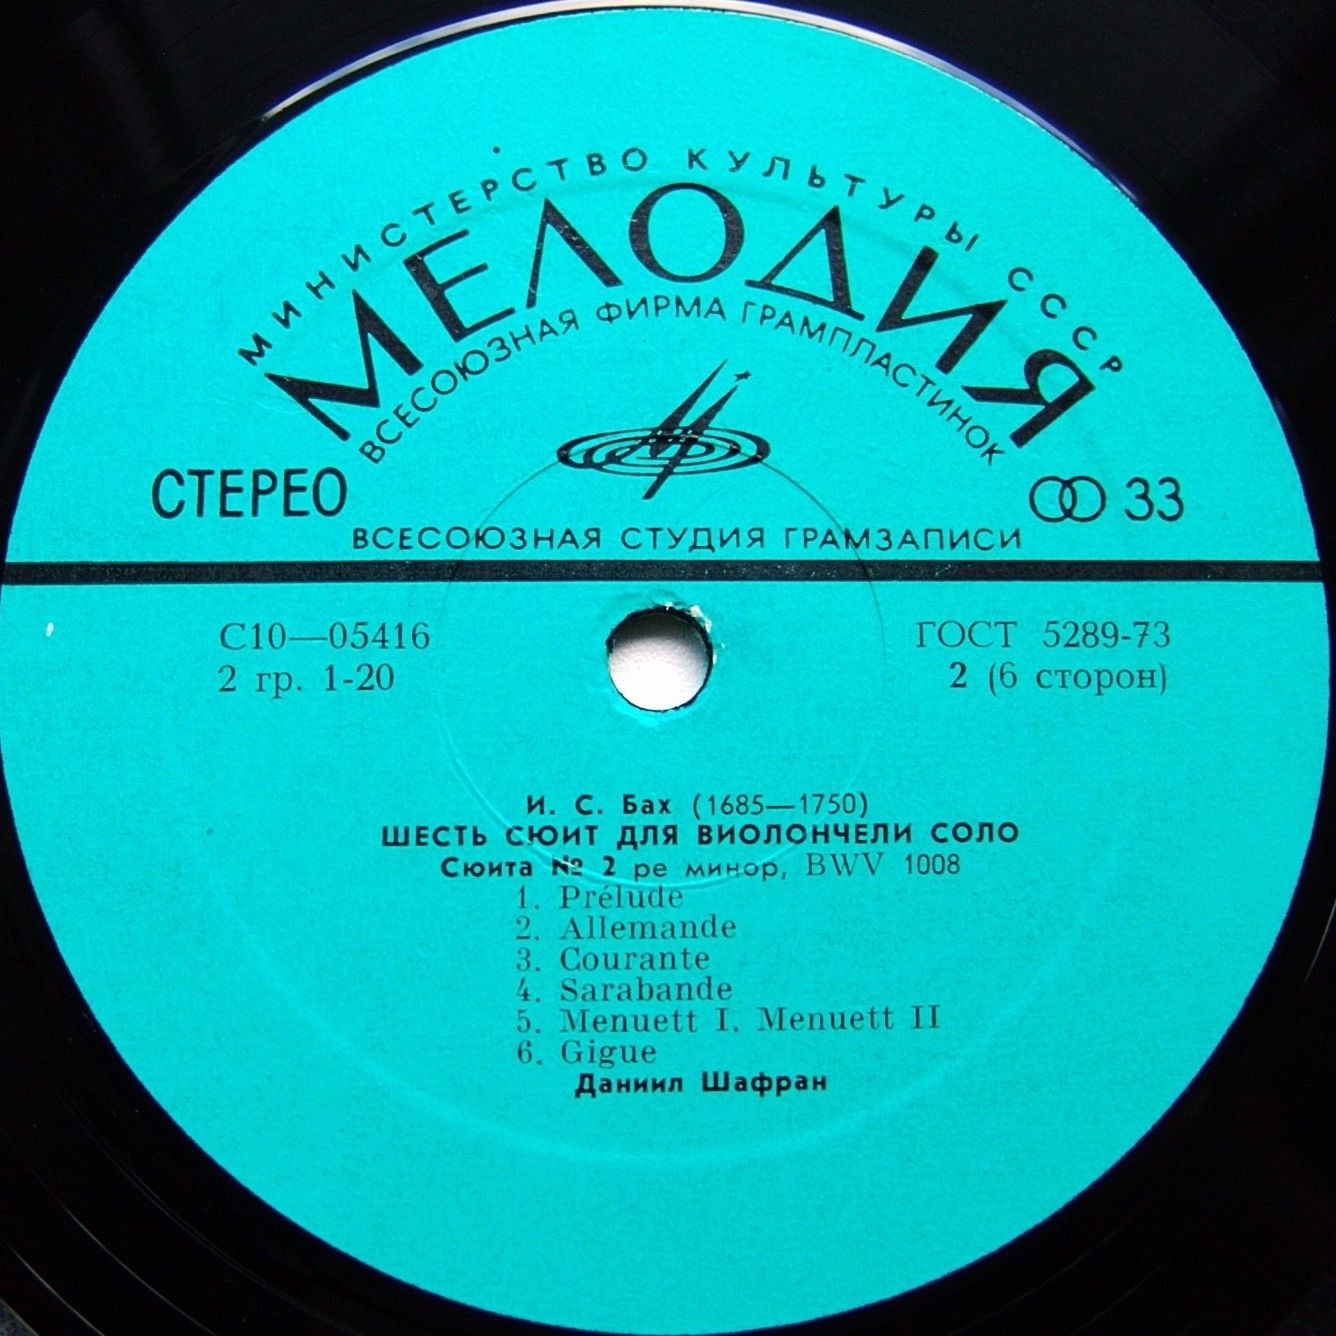 МИНИСТЕРСТВО КУЛЬТУРЫ СССР
МЕЛОДИЯ
ВСЕСОЮЗНАЯ ФИРМА ГРАМПЛАСТИНОК
СТЕРЕО
33
ВСЕСОЮЗНАЯ СТУДИЯ ГРАМЗАПИСИ
С10—05416
2 гр. 1-20
ГОСТ 5289-73
2 (6 сторон)
И. С. Бах (1685—1750)
ШЕСТЬ СЮИТ ДЛЯ ВИОЛОНЧЕЛИ СОЛО
Сюита № 2 ре минор, BWV 1008
1. Prélude
2. Allemande
3. Courante
4. Sarabande
5. Menuett I. Menuett II
6. Gigue
Даниил Шафран